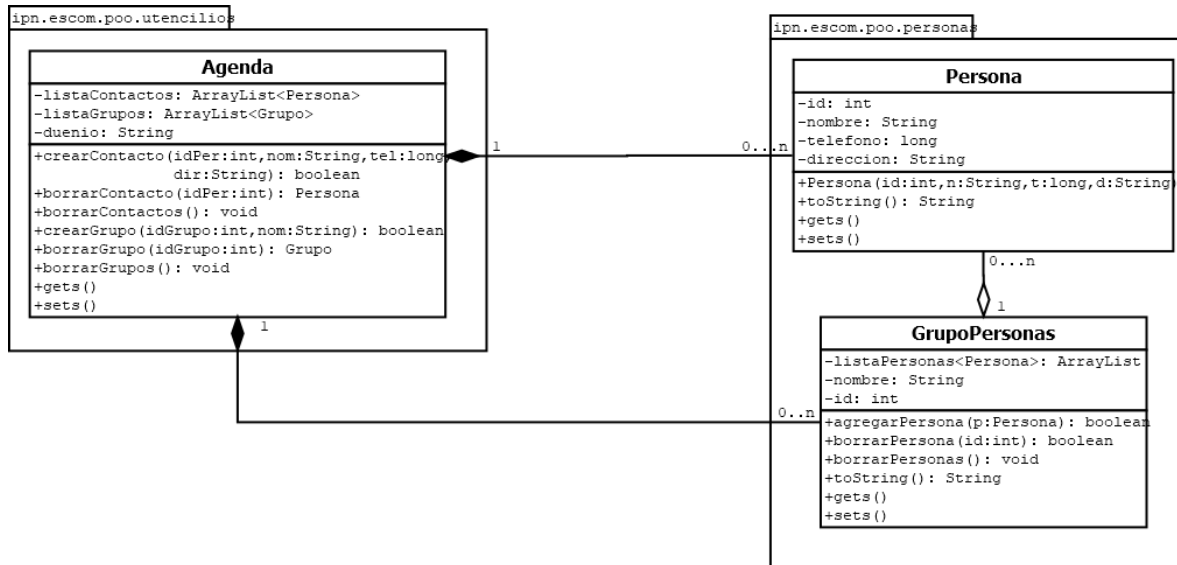 ipn.escom.poo.utencilios
Agenda
-listaContactos: ArrayList<Persona>
-listaGrupos: ArrayList<Grupo>
-duenio: String
+crearContacto(idPer:int,nom:String,tel:long,
dir:String): boolean
+borrarContacto(idPer:int): Persona
+borrarContactos(): void
+crearGrupo(idGrupo:int,nom:String): boolean
+borrarGrupo(idGrupo:int): Grupo
+borrarGrupos(): void
+gets()
+sets()
1
0...n
1
0..n
ipn.escom.poo.personas
Persona
-id: int
-nombre: String
-telefono: long
-direccion: String
+Persona(id:int,n:String,t:long,d:String)
+toString(): String
+gets()
+sets()
0...n
1
GrupoPersonas
-listaPersonas<Persona>: ArrayList
-nombre: String
-id: int
+agregarPersona(p:Persona): boolean
+borrarPersona(id:int): boolean
+borrarPersonas(): void
+toString(): String
+gets()
+sets()